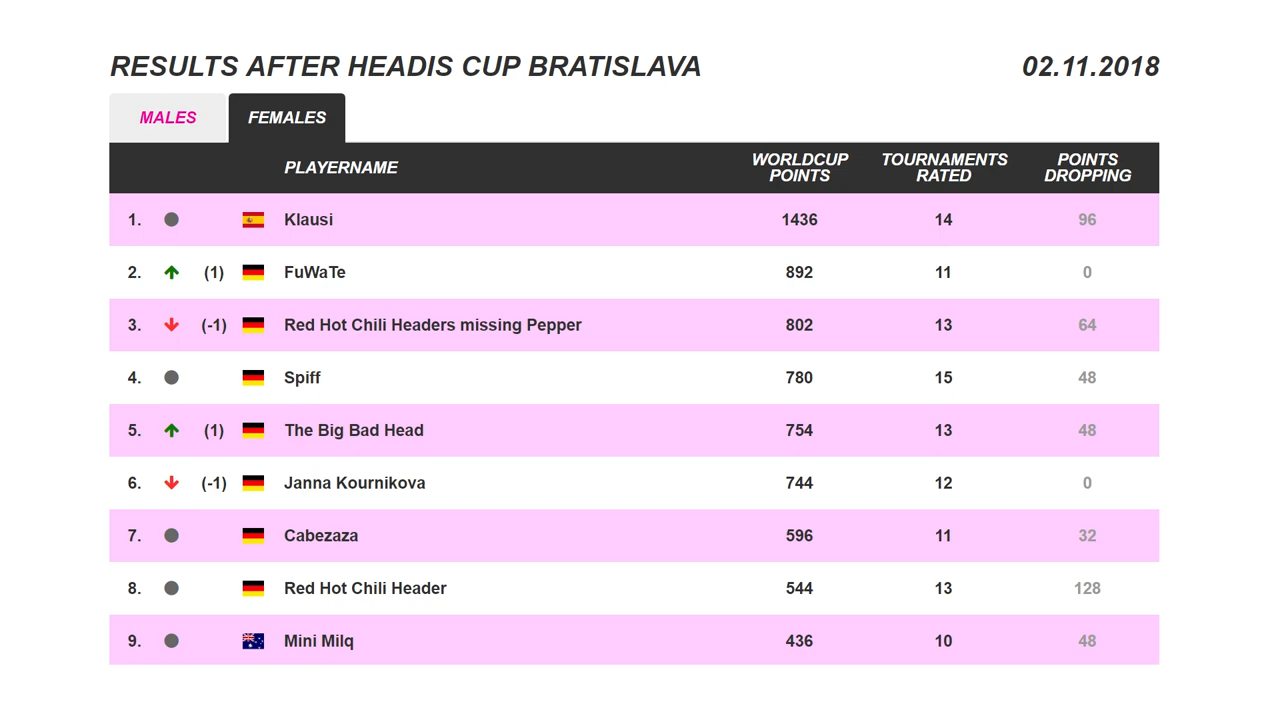 RESULTS AFTER HEADIS CUP BRATISLAVA 02.11.2018
MALES FEMALES
PLAYERNAME WORLDCUP POINTS TOURNAMENTS RATED POINTS DROPPING
1. Klausi 1436 14 96
2. (1) FuWaTe 892 11 0
3. (-1) Red Hot Chili Headers missing Pepper 802 13 64
4. Spiff 780 15 48
5. (1) The Big Bad Head 754 13 48
6. (-1) Janna Kournikova 744 12 0
7. Cabezaza 596 11 32
8. Red Hot Chili Header 544 13 128
9. Mini Milq 436 10 48